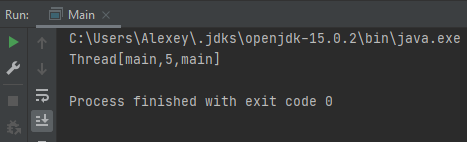 Run:
Main
C:\Users\Alexey\.jdks\openjdk-15.0.2\bin\java.exe
Thread[main,5,main]
Process finished with exit code 0